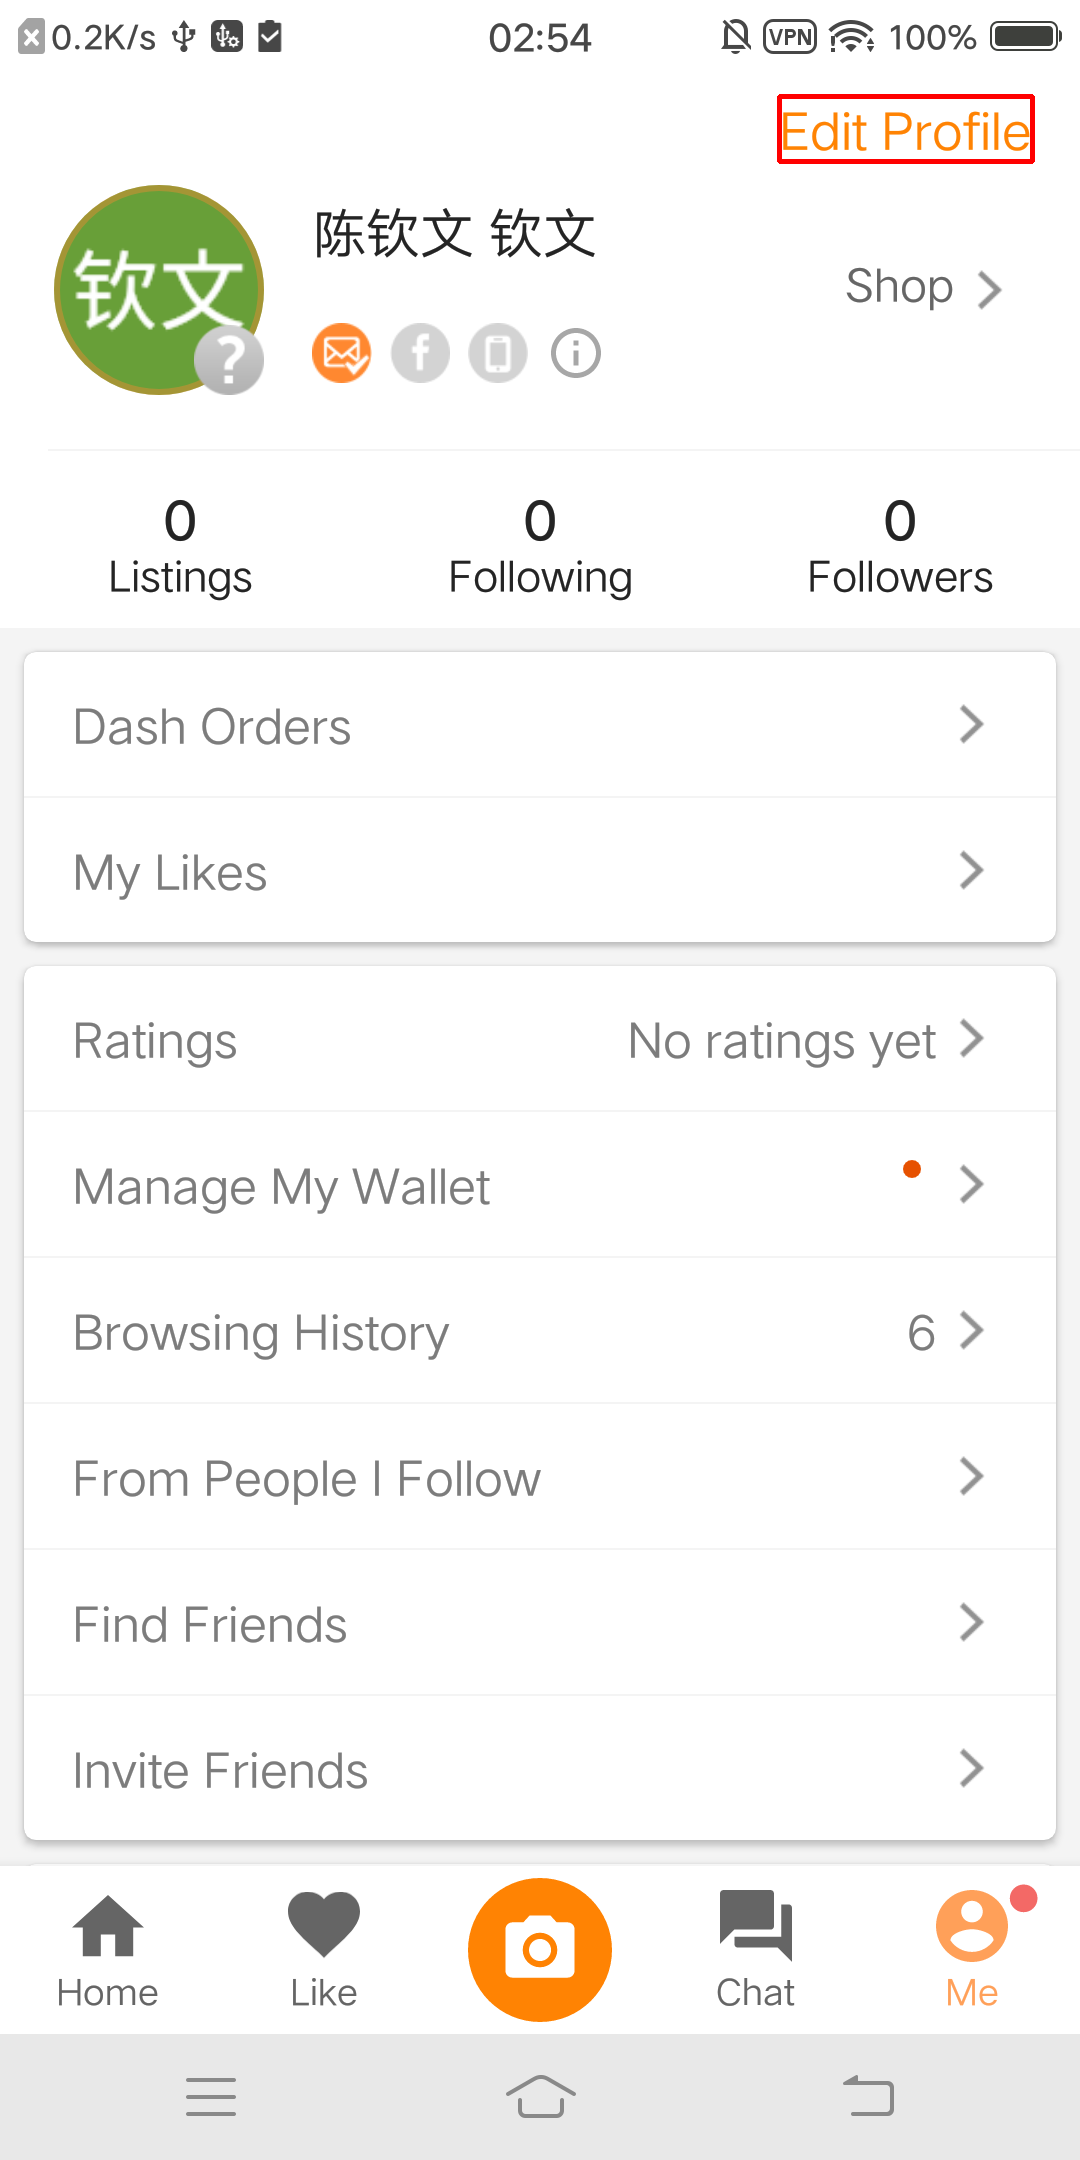 0.2K/s 02:54 VPN 100%
Edit Profile
钦文
?
陈钦文 钦文
Shop
0
Listings
0
Following
0
Followers
Dash Orders
My Likes
Ratings No ratings yet
Manage My Wallet
Browsing History 6
From People I Follow
Find Friends
Invite Friends
Home
Like
Chat
Me